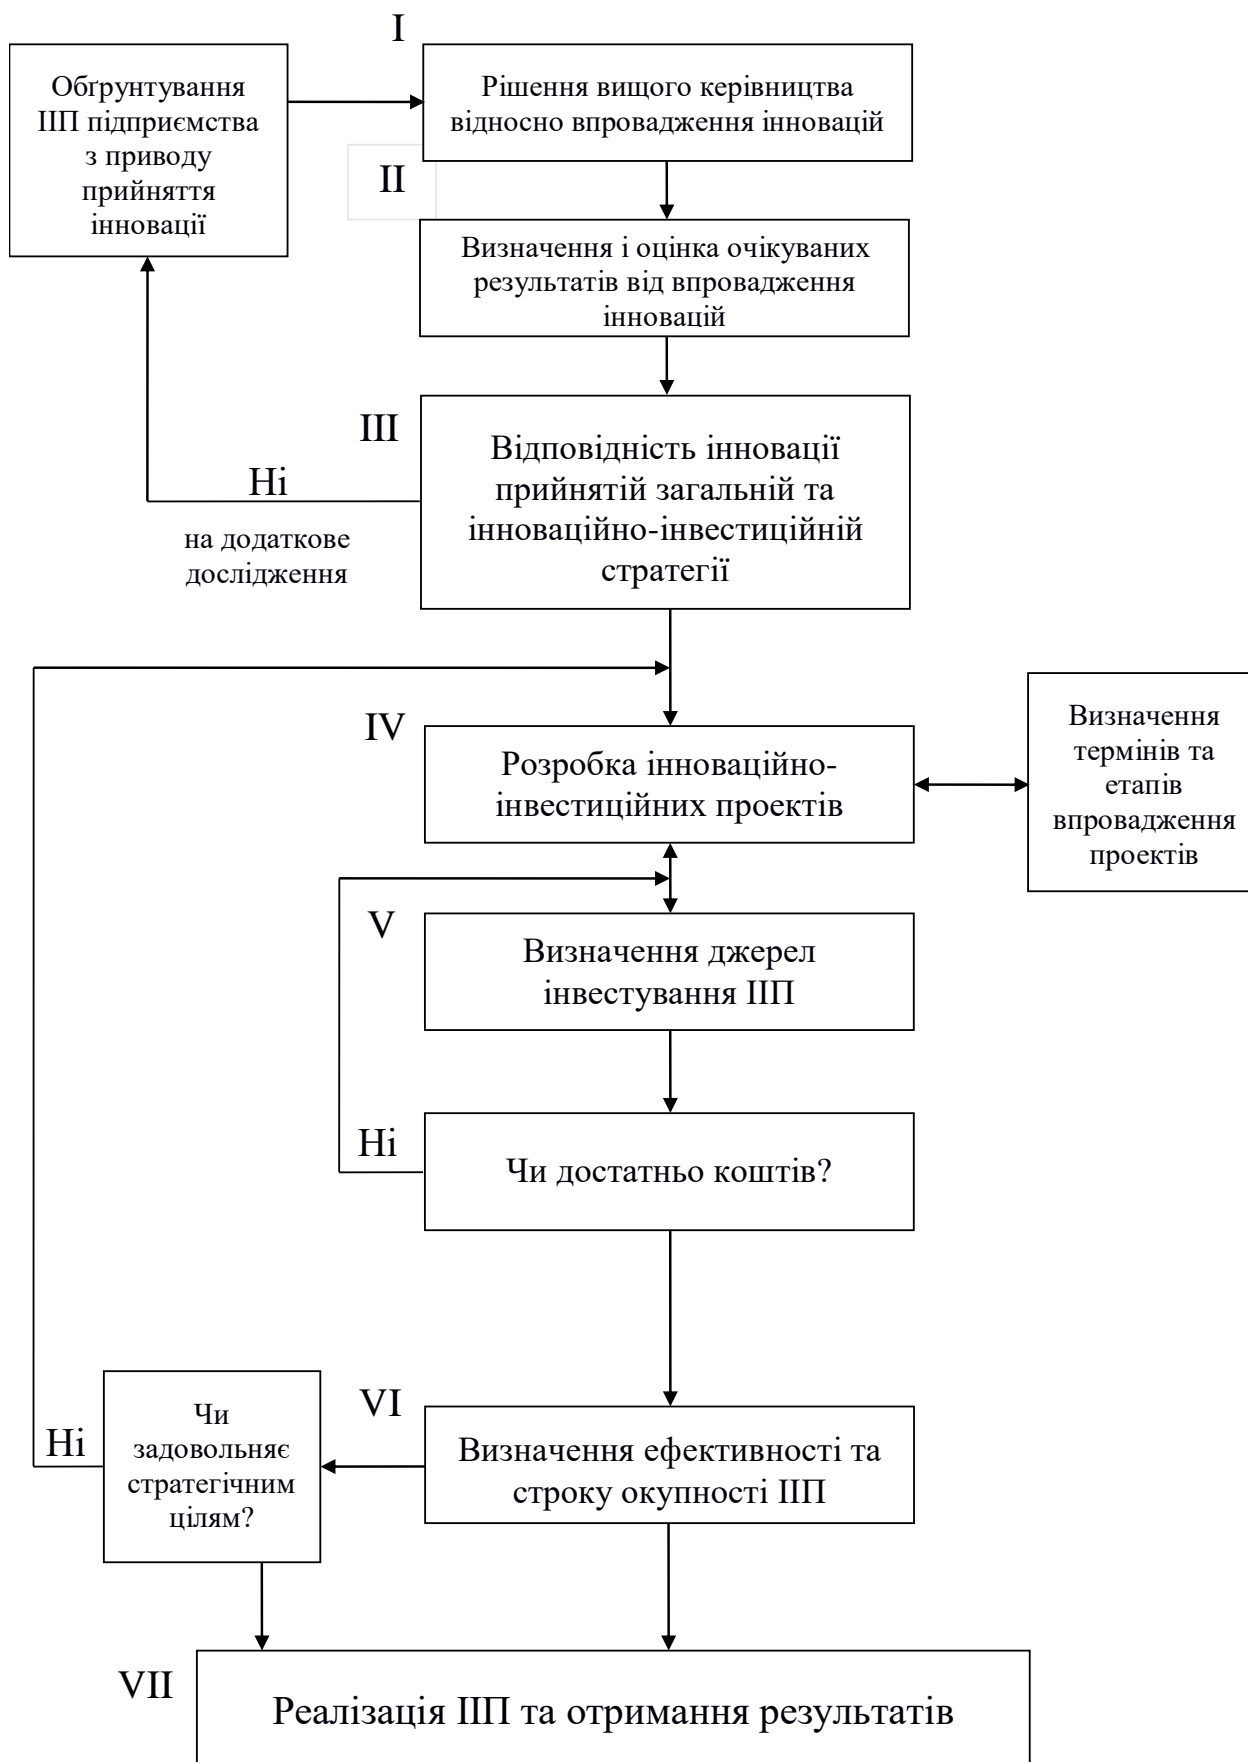 I
Обґрунтування
ІІП підприємства
з приводу
прийняття
інновації
Рішення вищого керівництва
відносно впровадження інновацій
II
Визначення і оцінка очікуваних
результатів від впровадження
інновацій
III
Відповідність інновації
прийнятій загальній та
інноваційно-інвестиційній
стратегії
Ні
на додаткове
дослідження
IV
Розробка інноваційно-
інвестиційних проектів
Визначення
термінів та
етапів
впровадження
проектів
V
Визначення джерел
інвестування ІІП
Ні
Чи достатньо коштів?
VI
Визначення ефективності та
строку окупності ІІП
Чи
задовольняє
стратегічним
цілям?
Ні
VII
Реалізація ІІП та отримання результатів